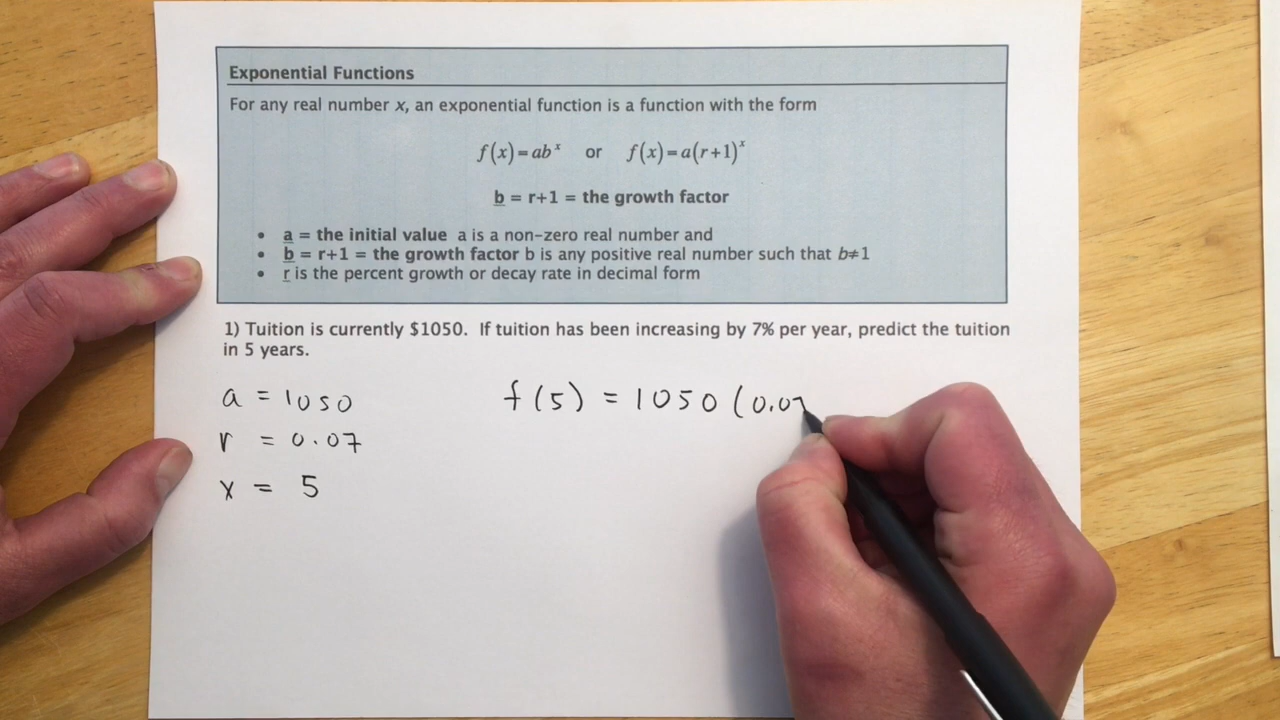 Exponential Functions
For any real number x, an exponential function is a function with the form
f(x)=abˣ or f(x)=a(r+1)ˣ
b = r+1 = the growth factor
• a = the initial value a is a non-zero real number and
• b = r+1 = the growth factor b is any positive real number such that b≠1
• r is the percent growth or decay rate in decimal form
1) Tuition is currently $1050. If tuition has been increasing by 7% per year, predict the tuition
in 5 years.
a = 1050
f(5) = 1050 (0.07
r = 0.07
x = 5